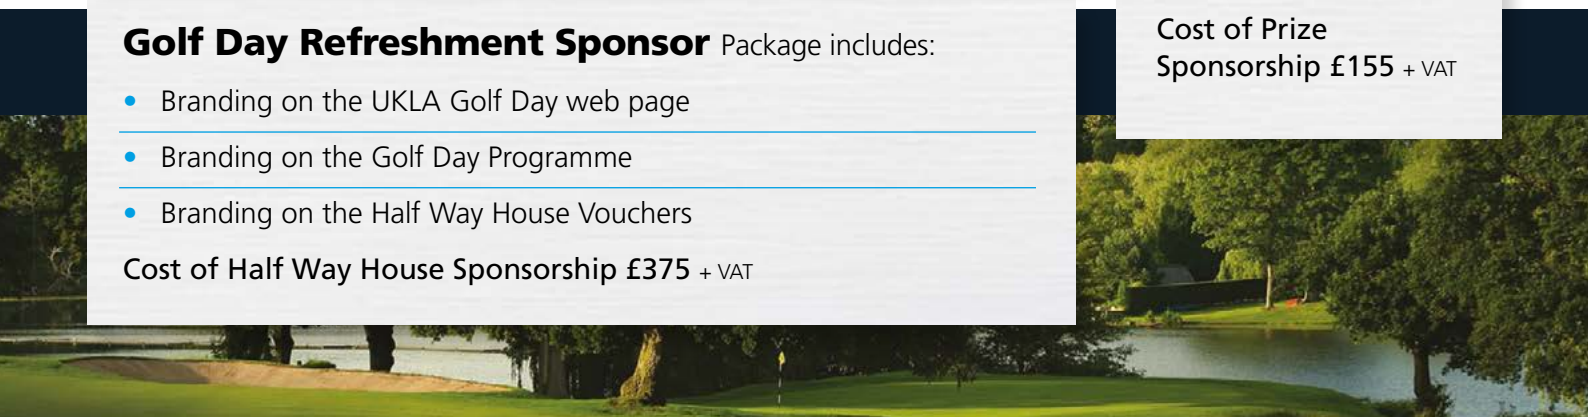 Golf Day Refreshment Sponsor Package includes:
• Branding on the UKLA Golf Day web page
• Branding on the Golf Day Programme
• Branding on the Half Way House Vouchers
Cost of Half Way House Sponsorship £375 + VAT
Cost of Prize
Sponsorship £155 + VAT